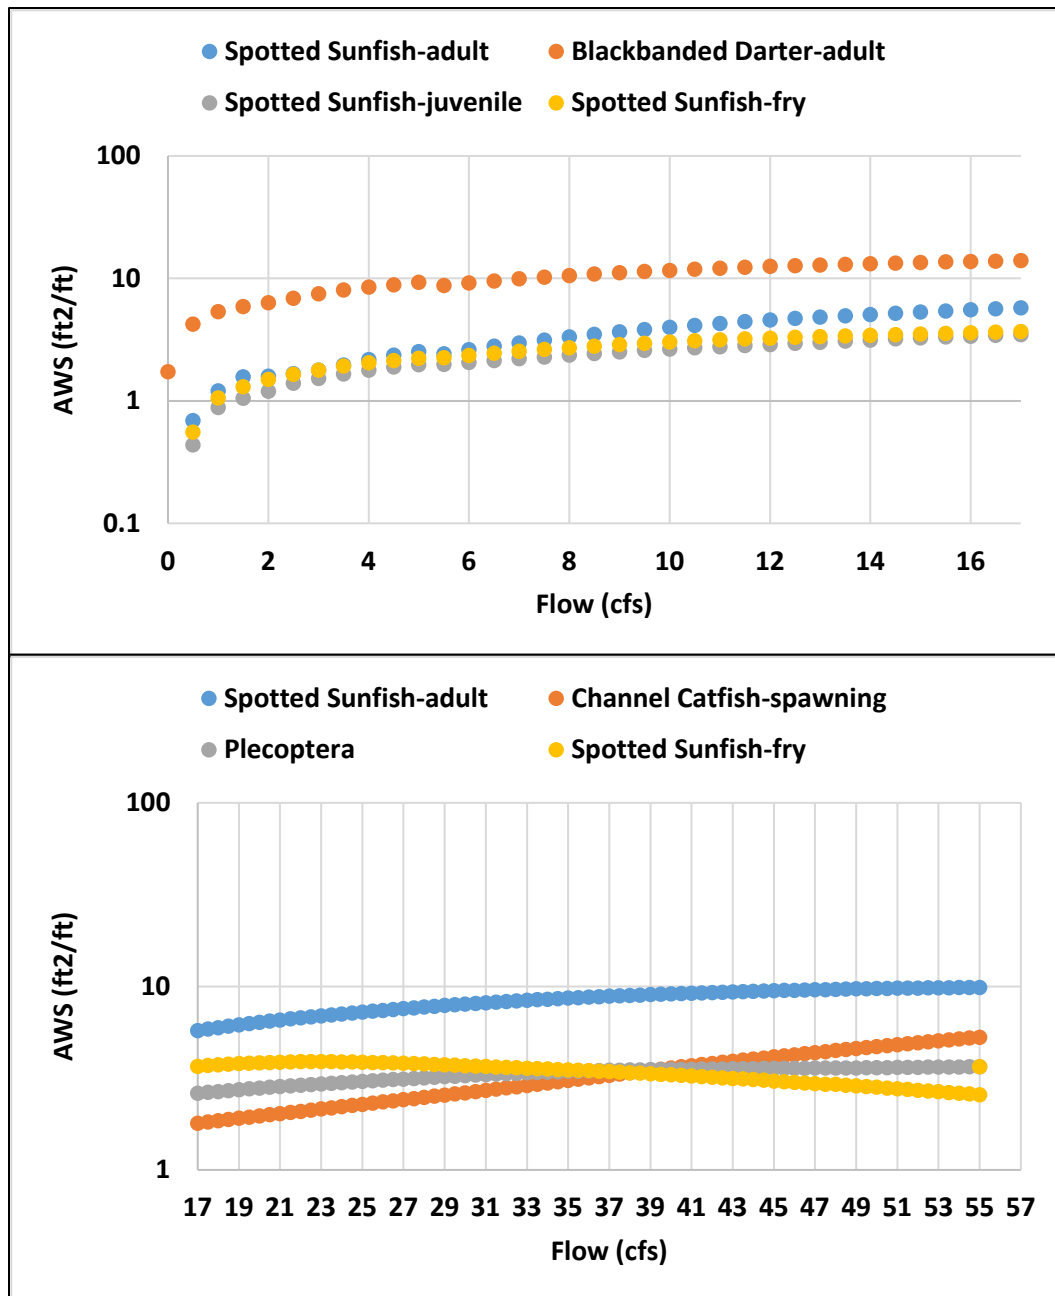 Spotted Sunfish-adult Blackbanded Darter-adult
Spotted Sunfish-juvenile Spotted Sunfish-fry
100
10
1
0.1
AWS (ft2/ft)
0 2 4 6 8 10 12 14 16
Flow (cfs)
Spotted Sunfish-adult Channel Catfish-spawning
Plecoptera Spotted Sunfish-fry
100
10
1
AWS (ft2/ft)
17 19 21 23 25 27 29 31 33 35 37 39 41 43 45 47 49 51 53 55 57
Flow (cfs)